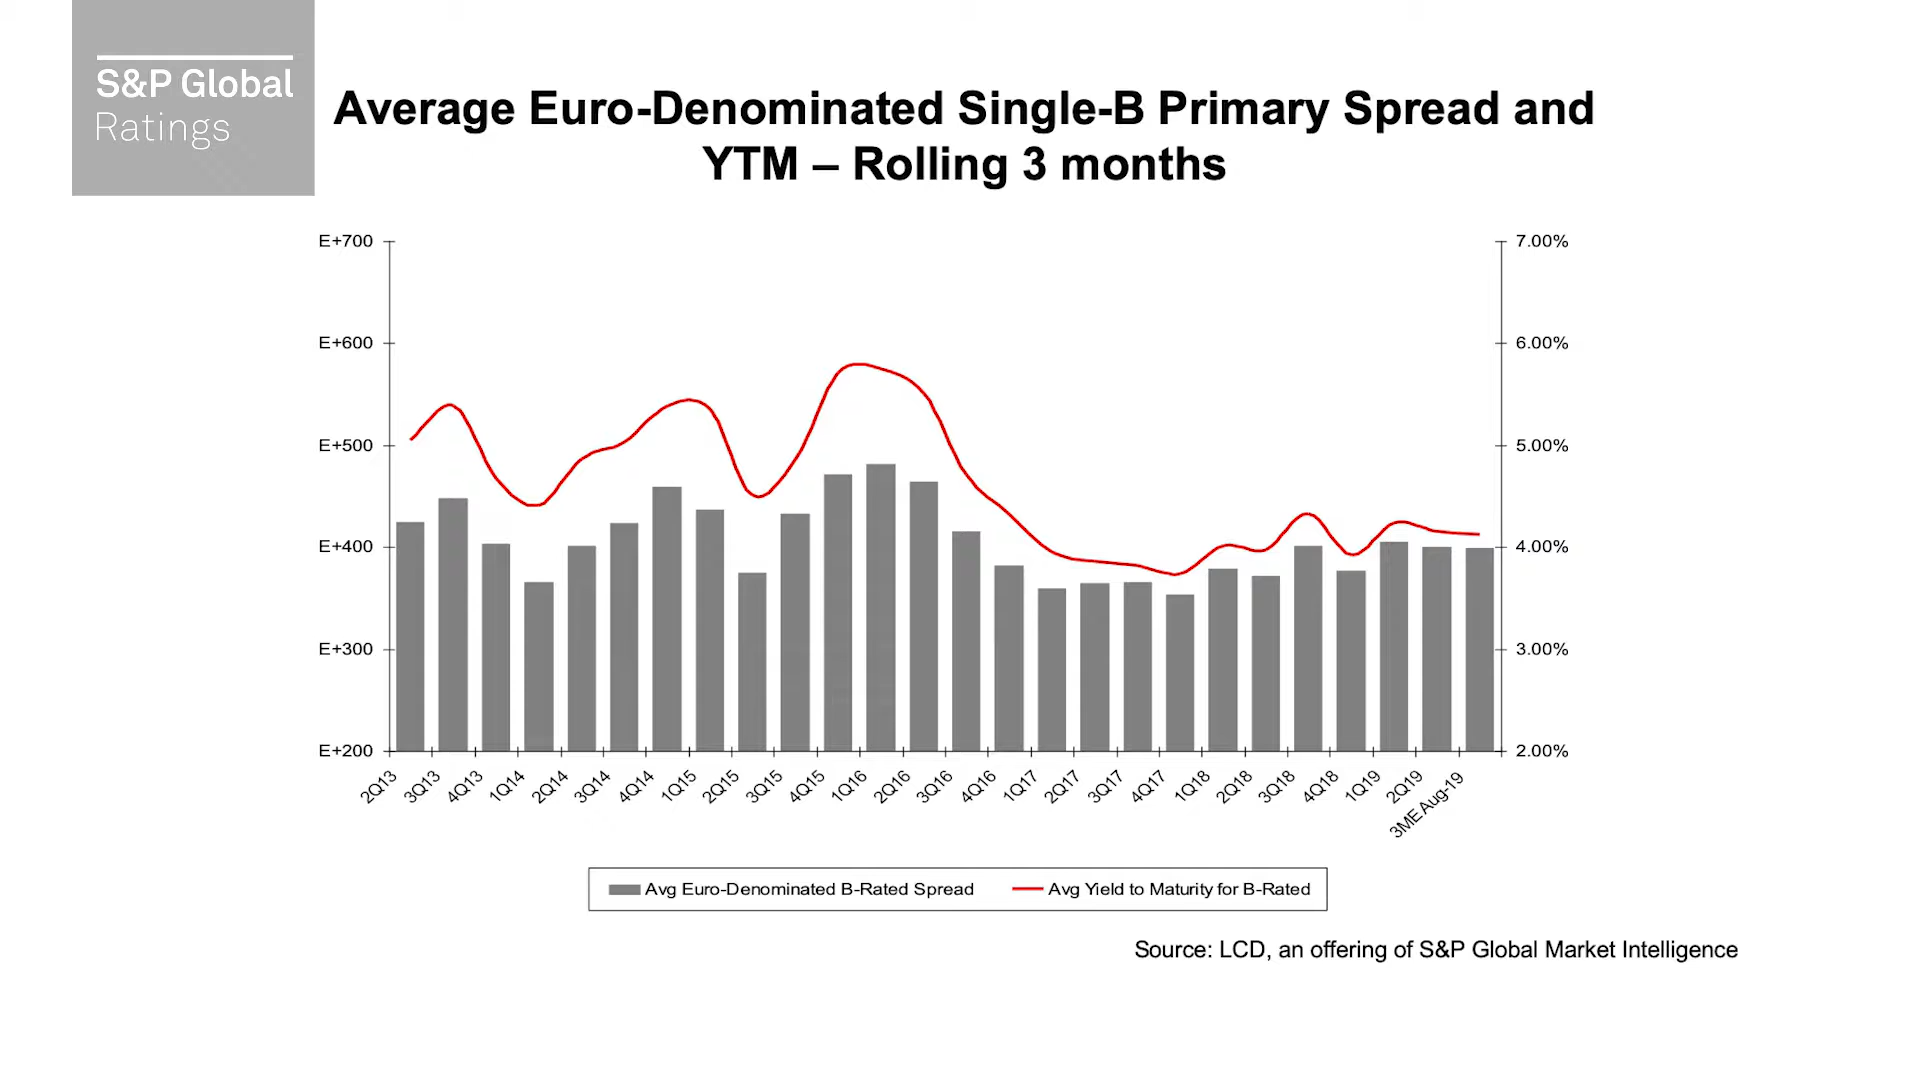 S&P Global
Ratings
Average Euro-Denominated Single-B Primary Spread and
YTM – Rolling 3 months
E+700
E+600
E+500
E+400
E+300
E+200
7.00%
6.00%
5.00%
4.00%
3.00%
2.00%
2Q13
3Q13
4Q13
1Q14
2Q14
3Q14
4Q14
1Q15
2Q15
3Q15
4Q15
1Q16
2Q16
3Q16
4Q16
1Q17
2Q17
3Q17
4Q17
1Q18
2Q18
3Q18
4Q18
1Q19
2Q19
3ME Aug-19
Avg Euro-Denominated B-Rated Spread
Avg Yield to Maturity for B-Rated
Source: LCD, an offering of S&P Global Market Intelligence